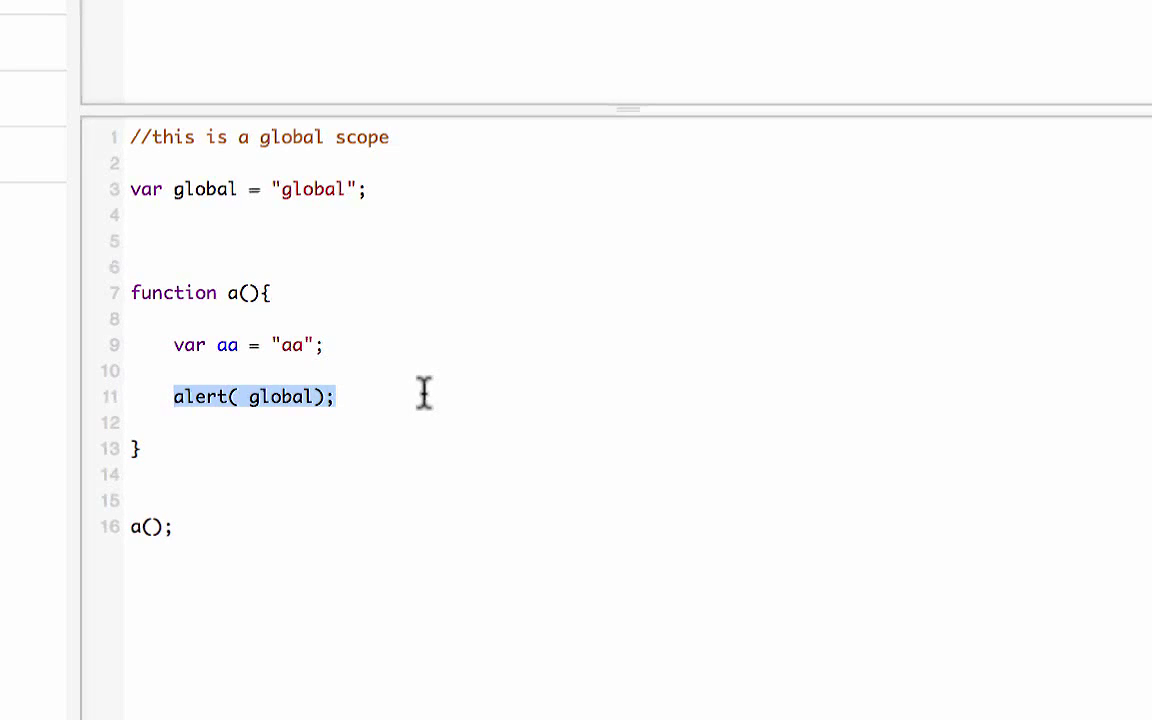 1 //this is a global scope
2
3 var global = "global";
4
5
6
7 function a(){
8
9 var aa = "aa";
10
11 alert( global);
12
13 }
14
15
16 a();